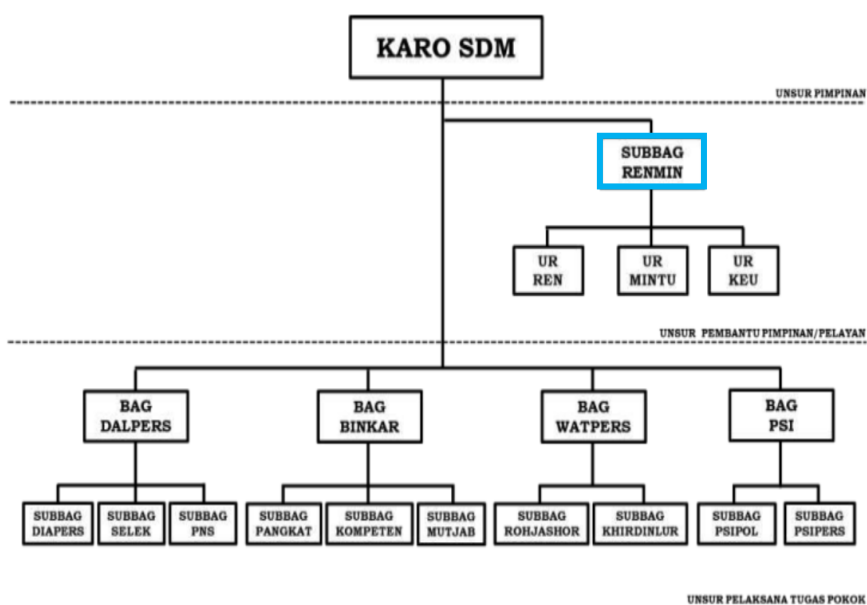 KARO SDM
UNSUR PIMPINAN
SUBBAG
RENMIN
UR
REN
UR
MINTU
UR
KEU
UNSUR PEMBANTU PIMPINAN/PELAYAN
BAG
DALPERS
BAG
BINKAR
BAG
WATPERS
BAG
PSI
SUBBAG
DIAPERS
SUBBAG
SELEK
SUBBAG
PNS
SUBBAG
PANGKAT
SUBBAG
KOMPETEN
SUBBAG
MUTJAB
SUBBAG
ROHJASHOR
SUBBAG
KHIRDINLUR
SUBBAG
PSIPOL
SUBBAG
PSIPERS
UNSUR PELAKSANA TUGAS POKOK